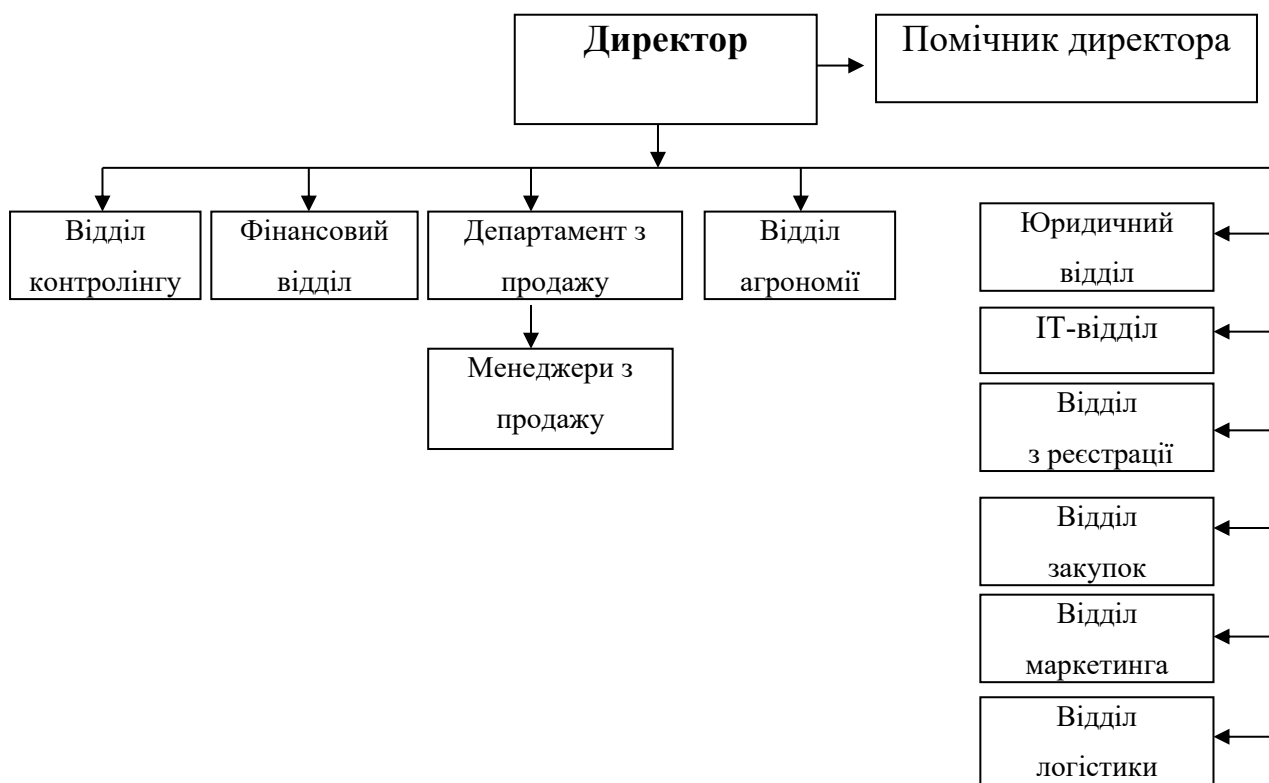 Директор
Помічник директора
Відділ
контролінгу
Фінансовий
відділ
Департамент з
продажу
Відділ
агрономії
Менеджери з
продажу
Юридичний
відділ
ІТ-відділ
Відділ
з реєстрації
Відділ
закупок
Відділ
маркетинга
Відділ
логістики